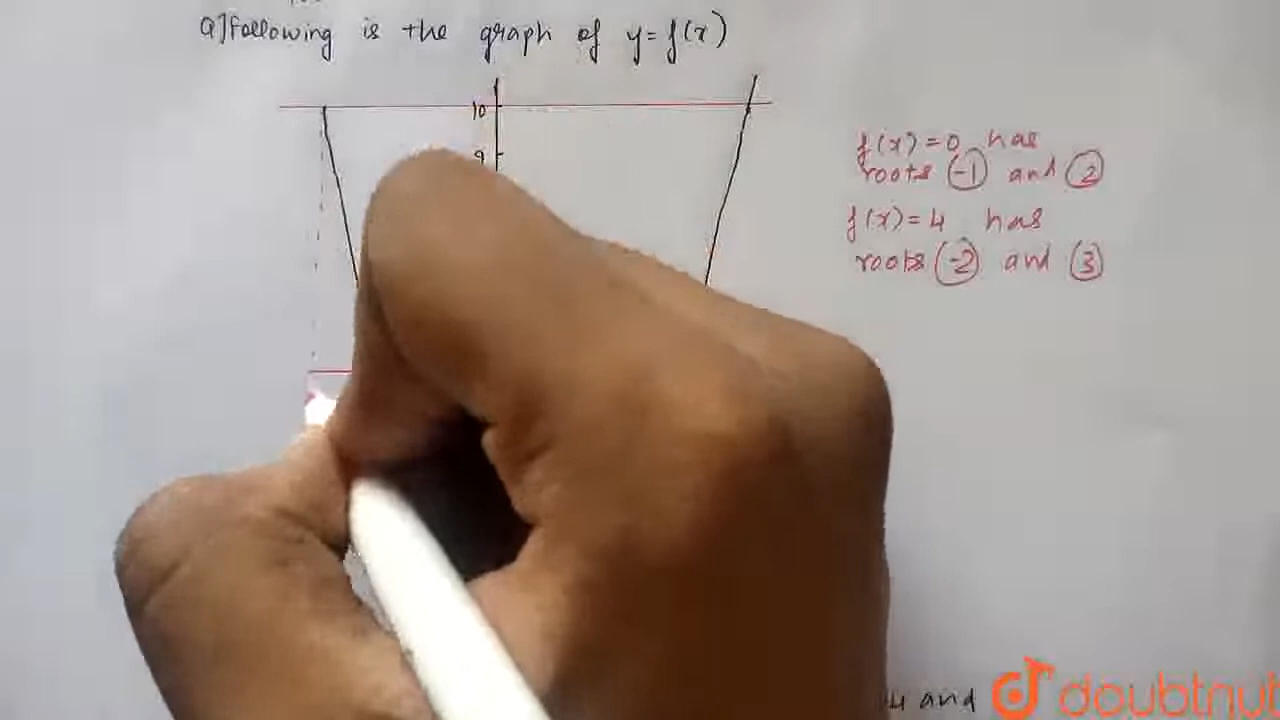 Q] Following is the graph of y=f(x)
10
9
f(x)=0 has
roots (-1) and (2)
f(x)=4 has
roots (-2) and (3)
4 and
doubtnut